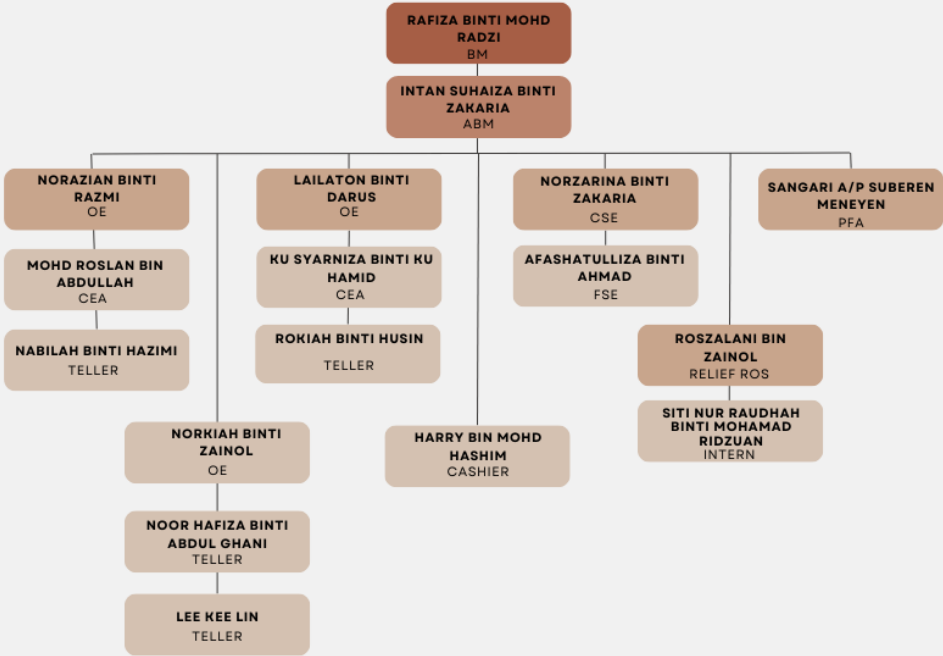 RAFIZA BINTI MOHD
RADZI
BM
INTAN SUHAIZA BINTI
ZAKARIA
ABM
NORAZIAN BINTI
RAZMI
OE
MOHD ROSLAN BIN
ABDULLAH
CEA
NABILAH BINTI HAZIMI
TELLER
NORKIAH BINTI
ZAINOL
OE
NOOR HAFIZA BINTI
ABDUL GHANI
TELLER
LEE KEE LIN
TELLER
LAILATON BINTI
DARUS
OE
KU SYARNIZA BINTI KU
HAMID
CEA
ROKIAH BINTI HUSIN
TELLER
HARRY BIN MOHD
HASHIM
CASHIER
NORZARINA BINTI
ZAKARIA
CSE
AFASHATULLIZA BINTI
AHMAD
FSE
ROSZALANI BIN
ZAINOL
RELIEF ROS
SITI NUR RAUDHAH
BINTI MOHAMAD
RIDZUAN
INTERN
SANGARI A/P SUBEREN
MENEYEN
PFA